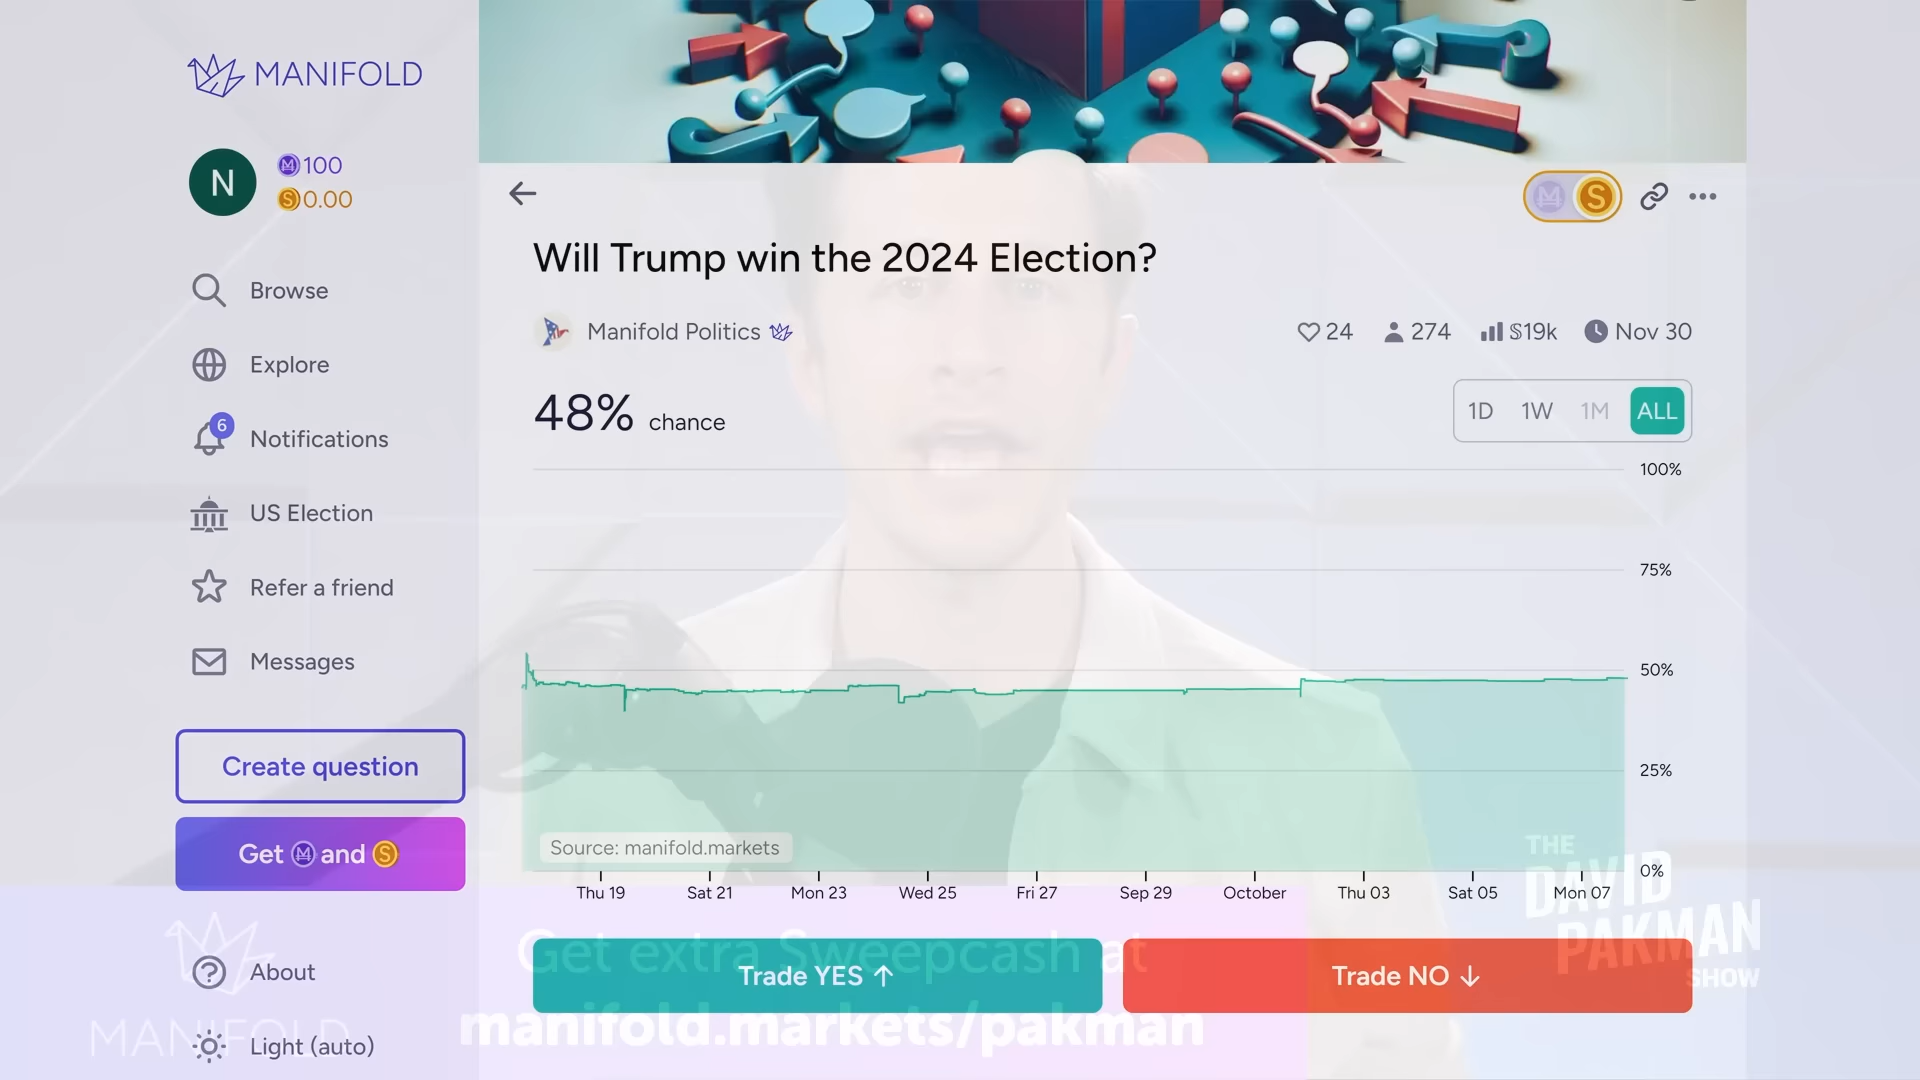 MANIFOLD
N
100
0.00
Browse
Explore
6
Notifications
US Election
Refer a friend
Messages
Create question
Get M and S
About
Light (auto)
MANIFOLD
M S
Will Trump win the 2024 Election?
Manifold Politics
24 274 S19k Nov 30
48% chance
1D 1W 1M ALL
100%
75%
50%
25%
0%
Source: manifold.markets
Thu 19 Sat 21 Mon 23 Wed 25 Fri 27 Sep 29 October Thu 03 Sat 05 Mon 07
Trade YES ↑
Trade NO ↓
Get extra Sweepcash at
manifold.markets/pakman
THE
DAVID
PAKMAN
SHOW